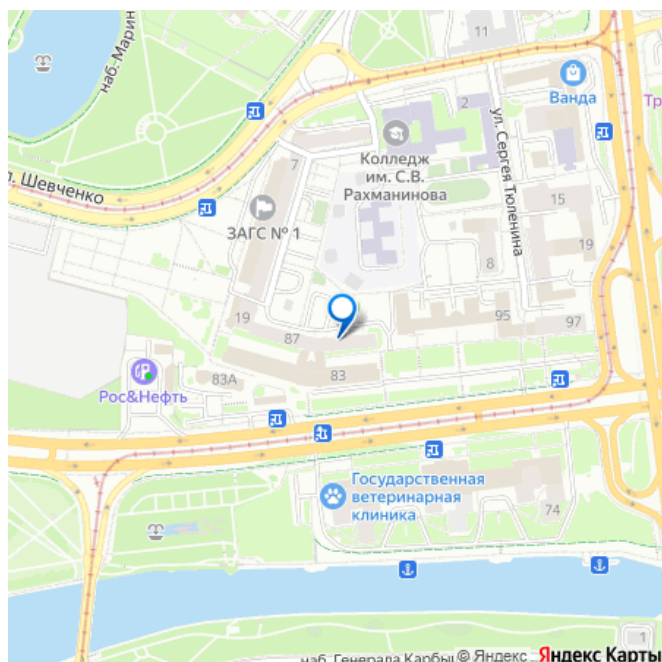 11
наб. Марин
Ванда
2
ул. Сергея Тюленина
Тр
Колледж
им. С.В.
Рахманинова
7
л. Шевченко
ЗАГС № 1
15
19
8
19
87
95
97
83А
83
Рос&Нефть
Государственная
ветеринарная
клиника
74
1
наб. Генерала Карбыш
© Яндекс Яндекс Карты